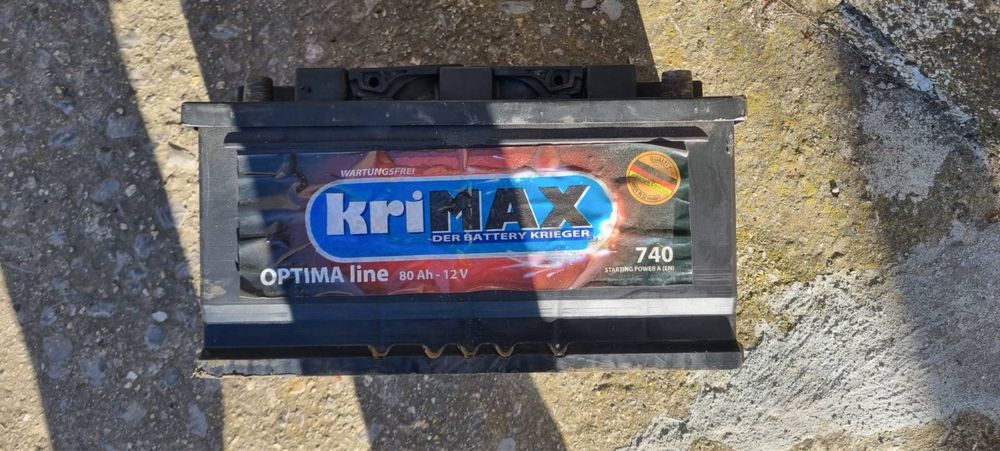 WARTUNGSFREI
kriMAX
DER BATTERY KRIEGER
OPTIMA line 80 Ah - 12 V
740
STARTING POWER A (EN)